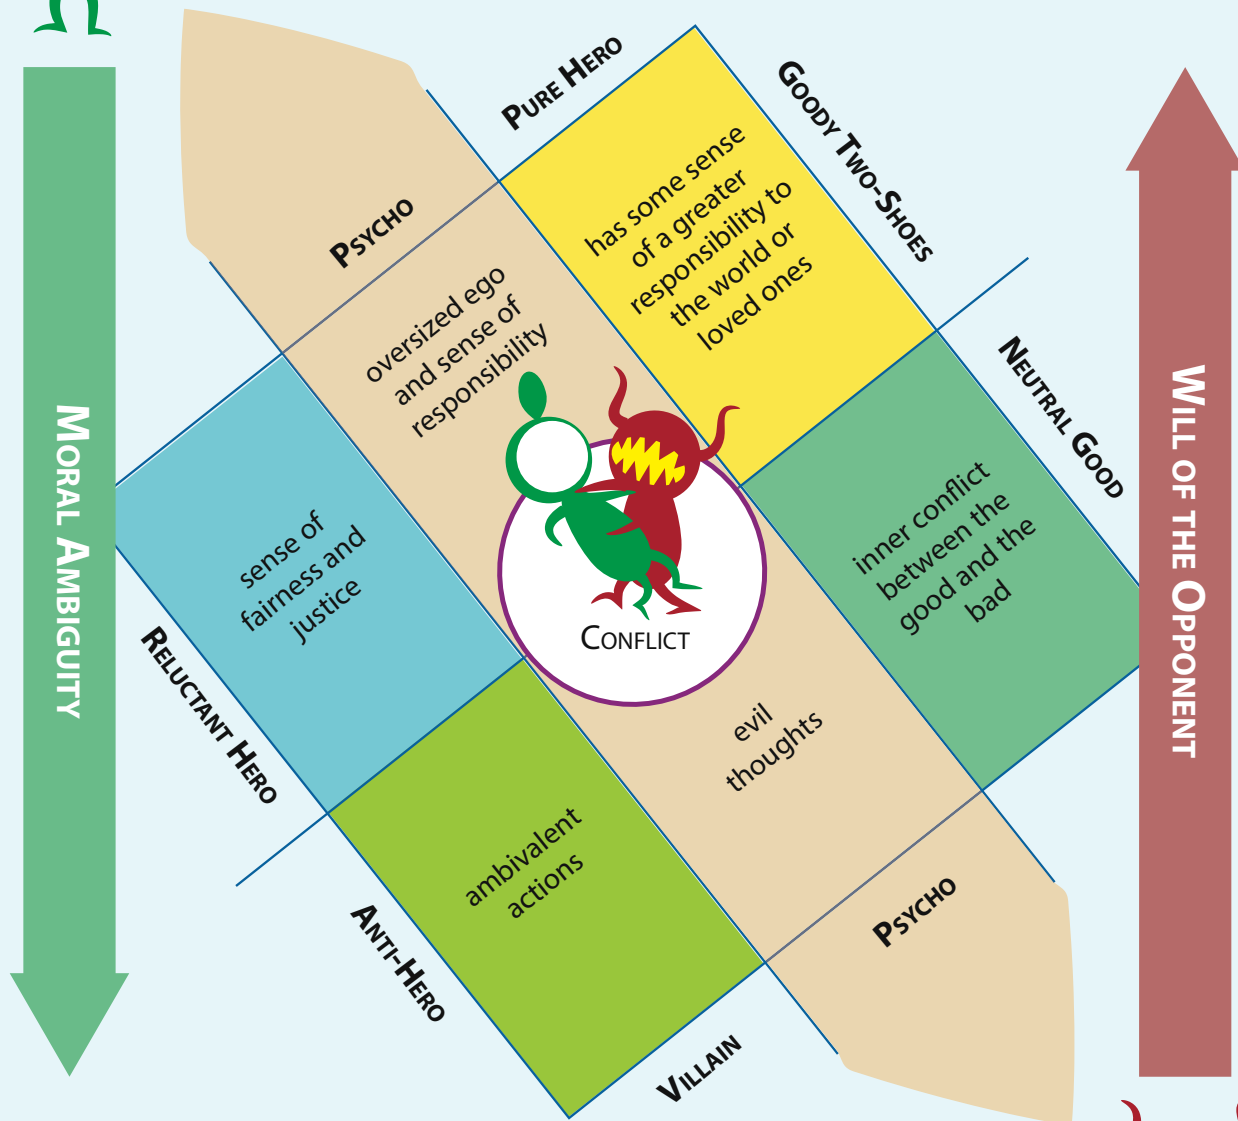 Pure Hero
Goody Two-Shoes
has some sense
of a greater
responsibility to
the world or
loved ones
Psycho
oversized ego
and sense of
responsibility
Neutral Good
Moral Ambiguity
Will of the Opponent
inner conflict
between the
good and the
bad
sense of
fairness and
justice
Conflict
Reluctant Hero
evil
thoughts
ambivalent
actions
Anti-Hero
Psycho
Villain